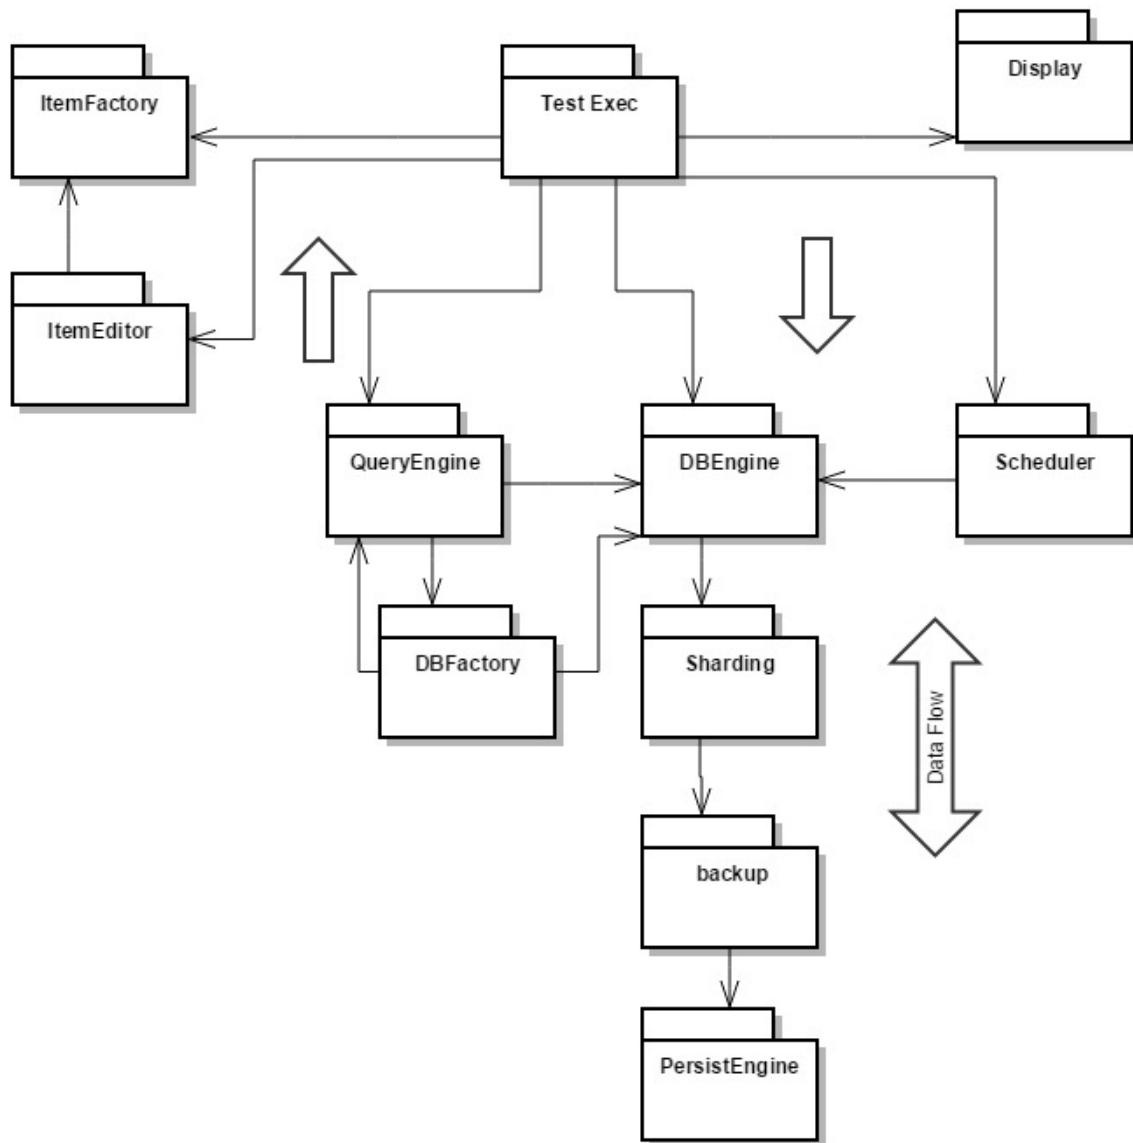 Display
ItemFactory
Test Exec
ItemEditor
QueryEngine
DBEngine
Scheduler
DBFactory
Sharding
Data Flow
backup
PersistEngine